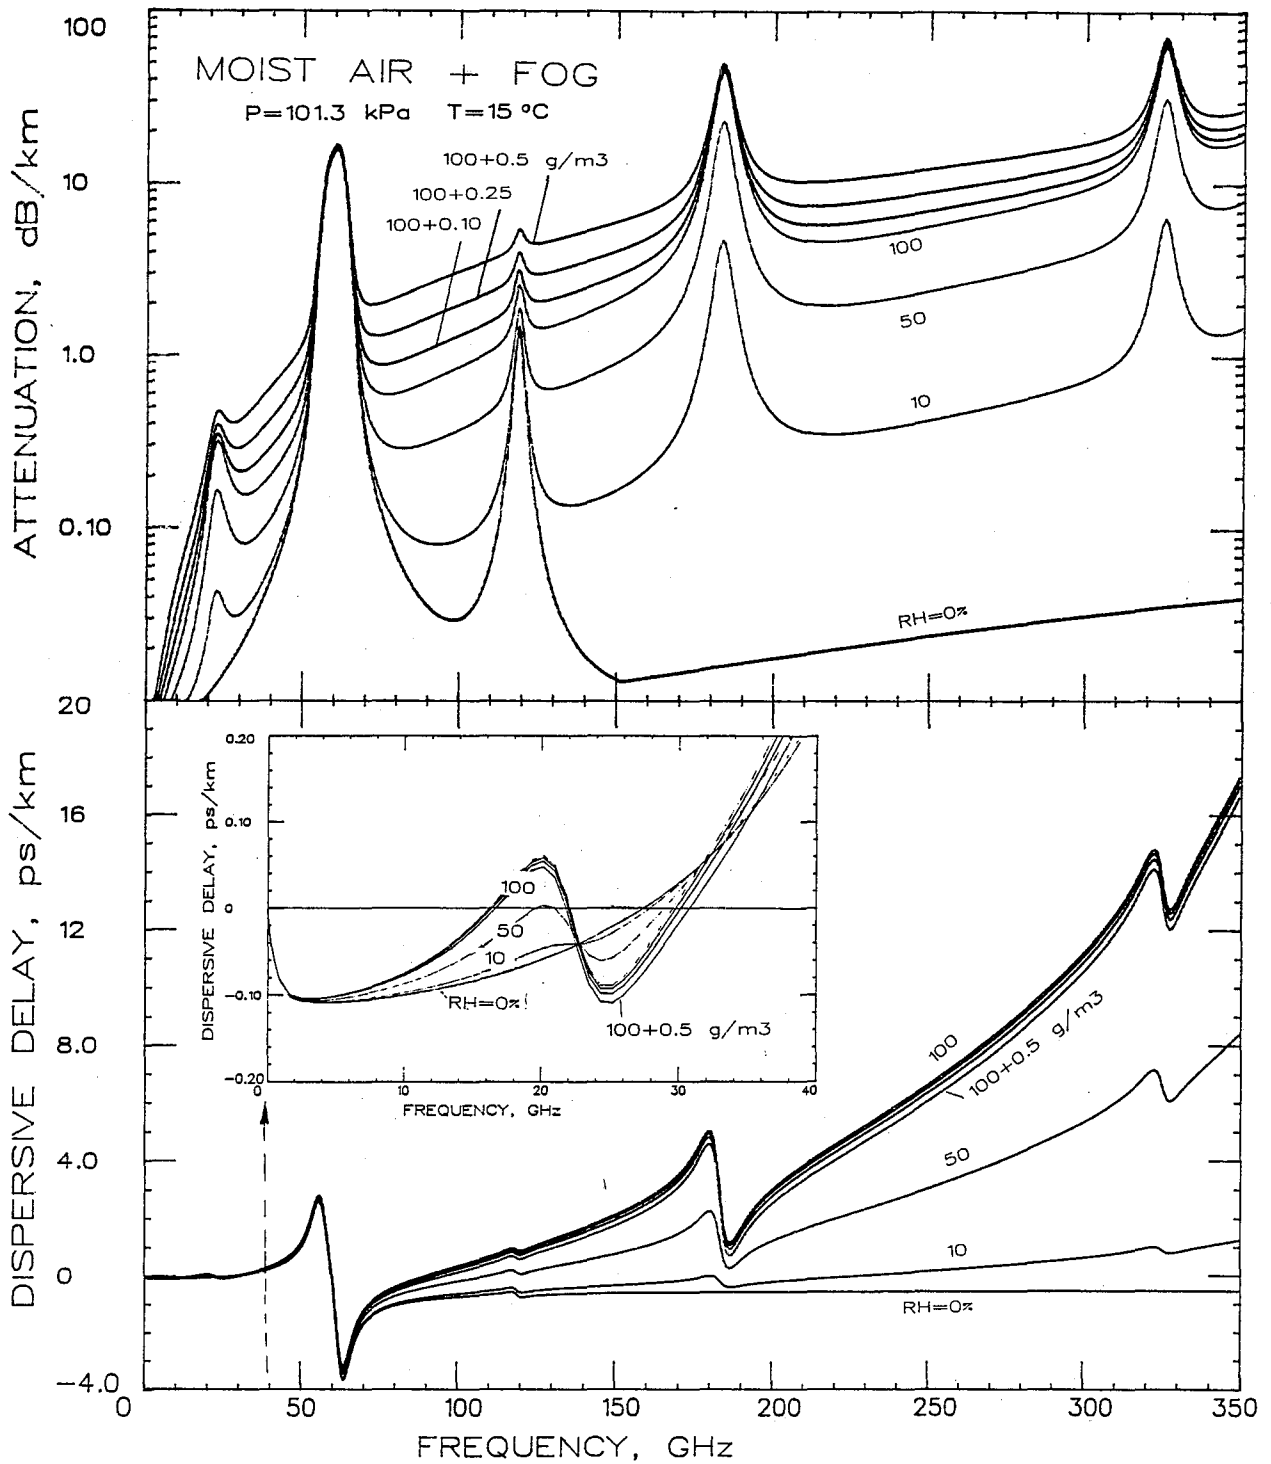 100
MOIST AIR + FOG
P=101.3 kPa T=15 ºC
100+0.5 g/m3
10
100+0.25
100+0.10
100
50
1.0
10
0.10
RH=0%
ATTENUATION, dB/km
20
0.20
16
0.10
100
0
12
50
10
-0.10
RH=0%
100+0.5 g/m3
-0.20
0 10 20 30 40
FREQUENCY, GHz
DISPERSIVE DELAY, ps/km
8.0
100
100+0.5 g/m3
4.0
50
10
0
RH=0%
-4.0
0 50 100 150 200 250 300 350
FREQUENCY, GHz
DISPERSIVE DELAY, ps/km